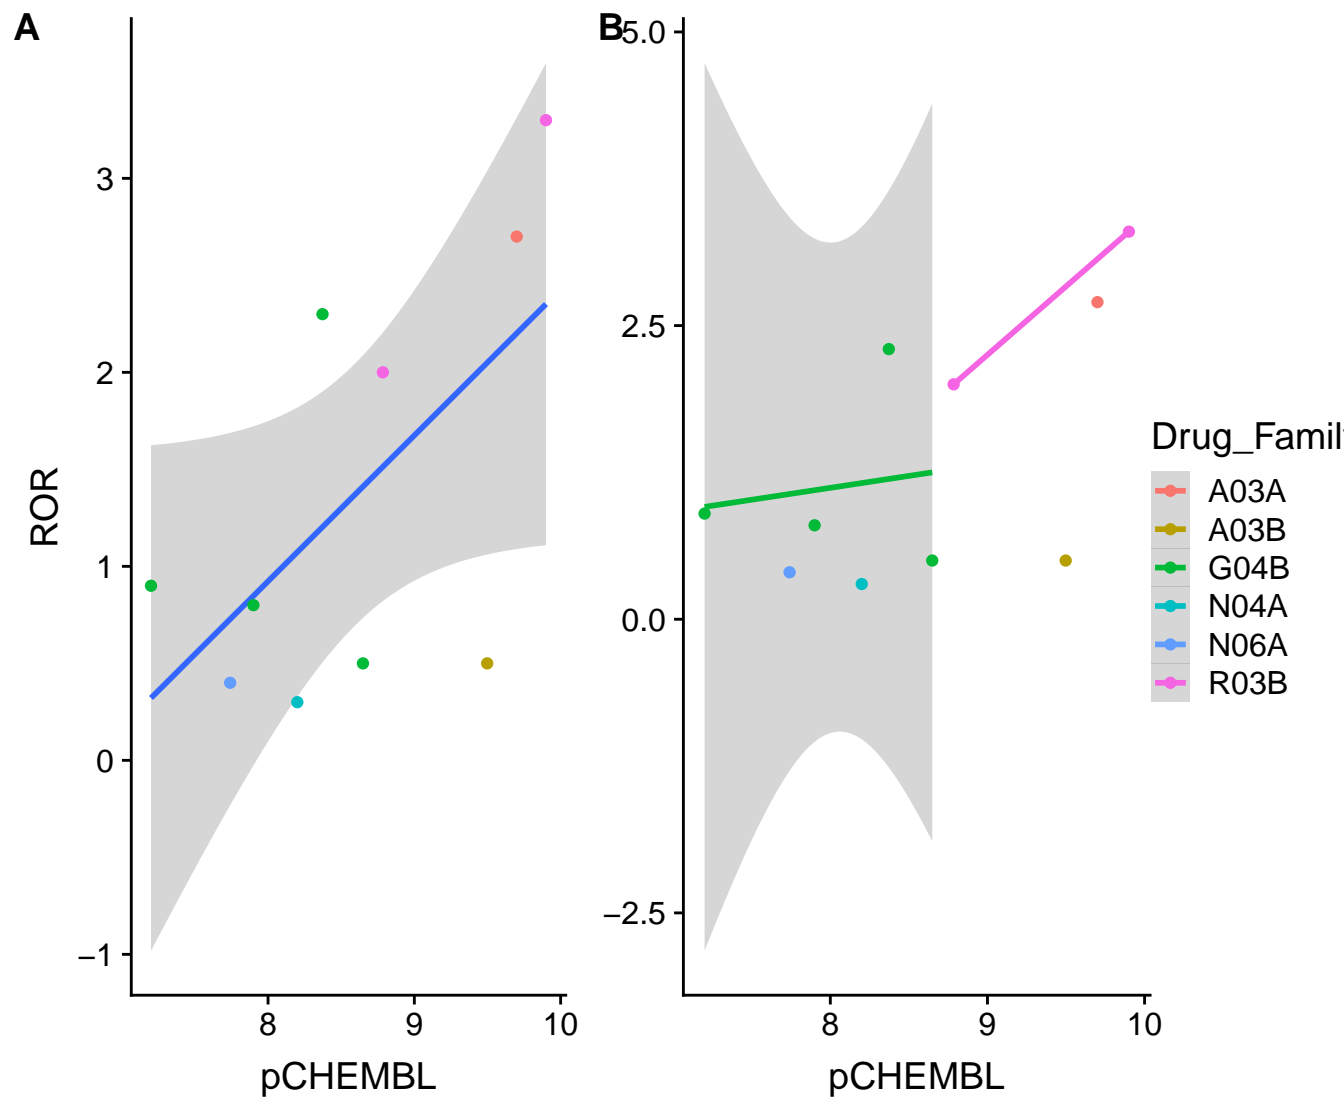 A
3
2
1
0
−1
ROR
8
9
10
pCHEMBL
B
5.0
2.5
0.0
−2.5
8
9
10
pCHEMBL
Drug_Famil
A03A
A03B
G04B
N04A
N06A
R03B